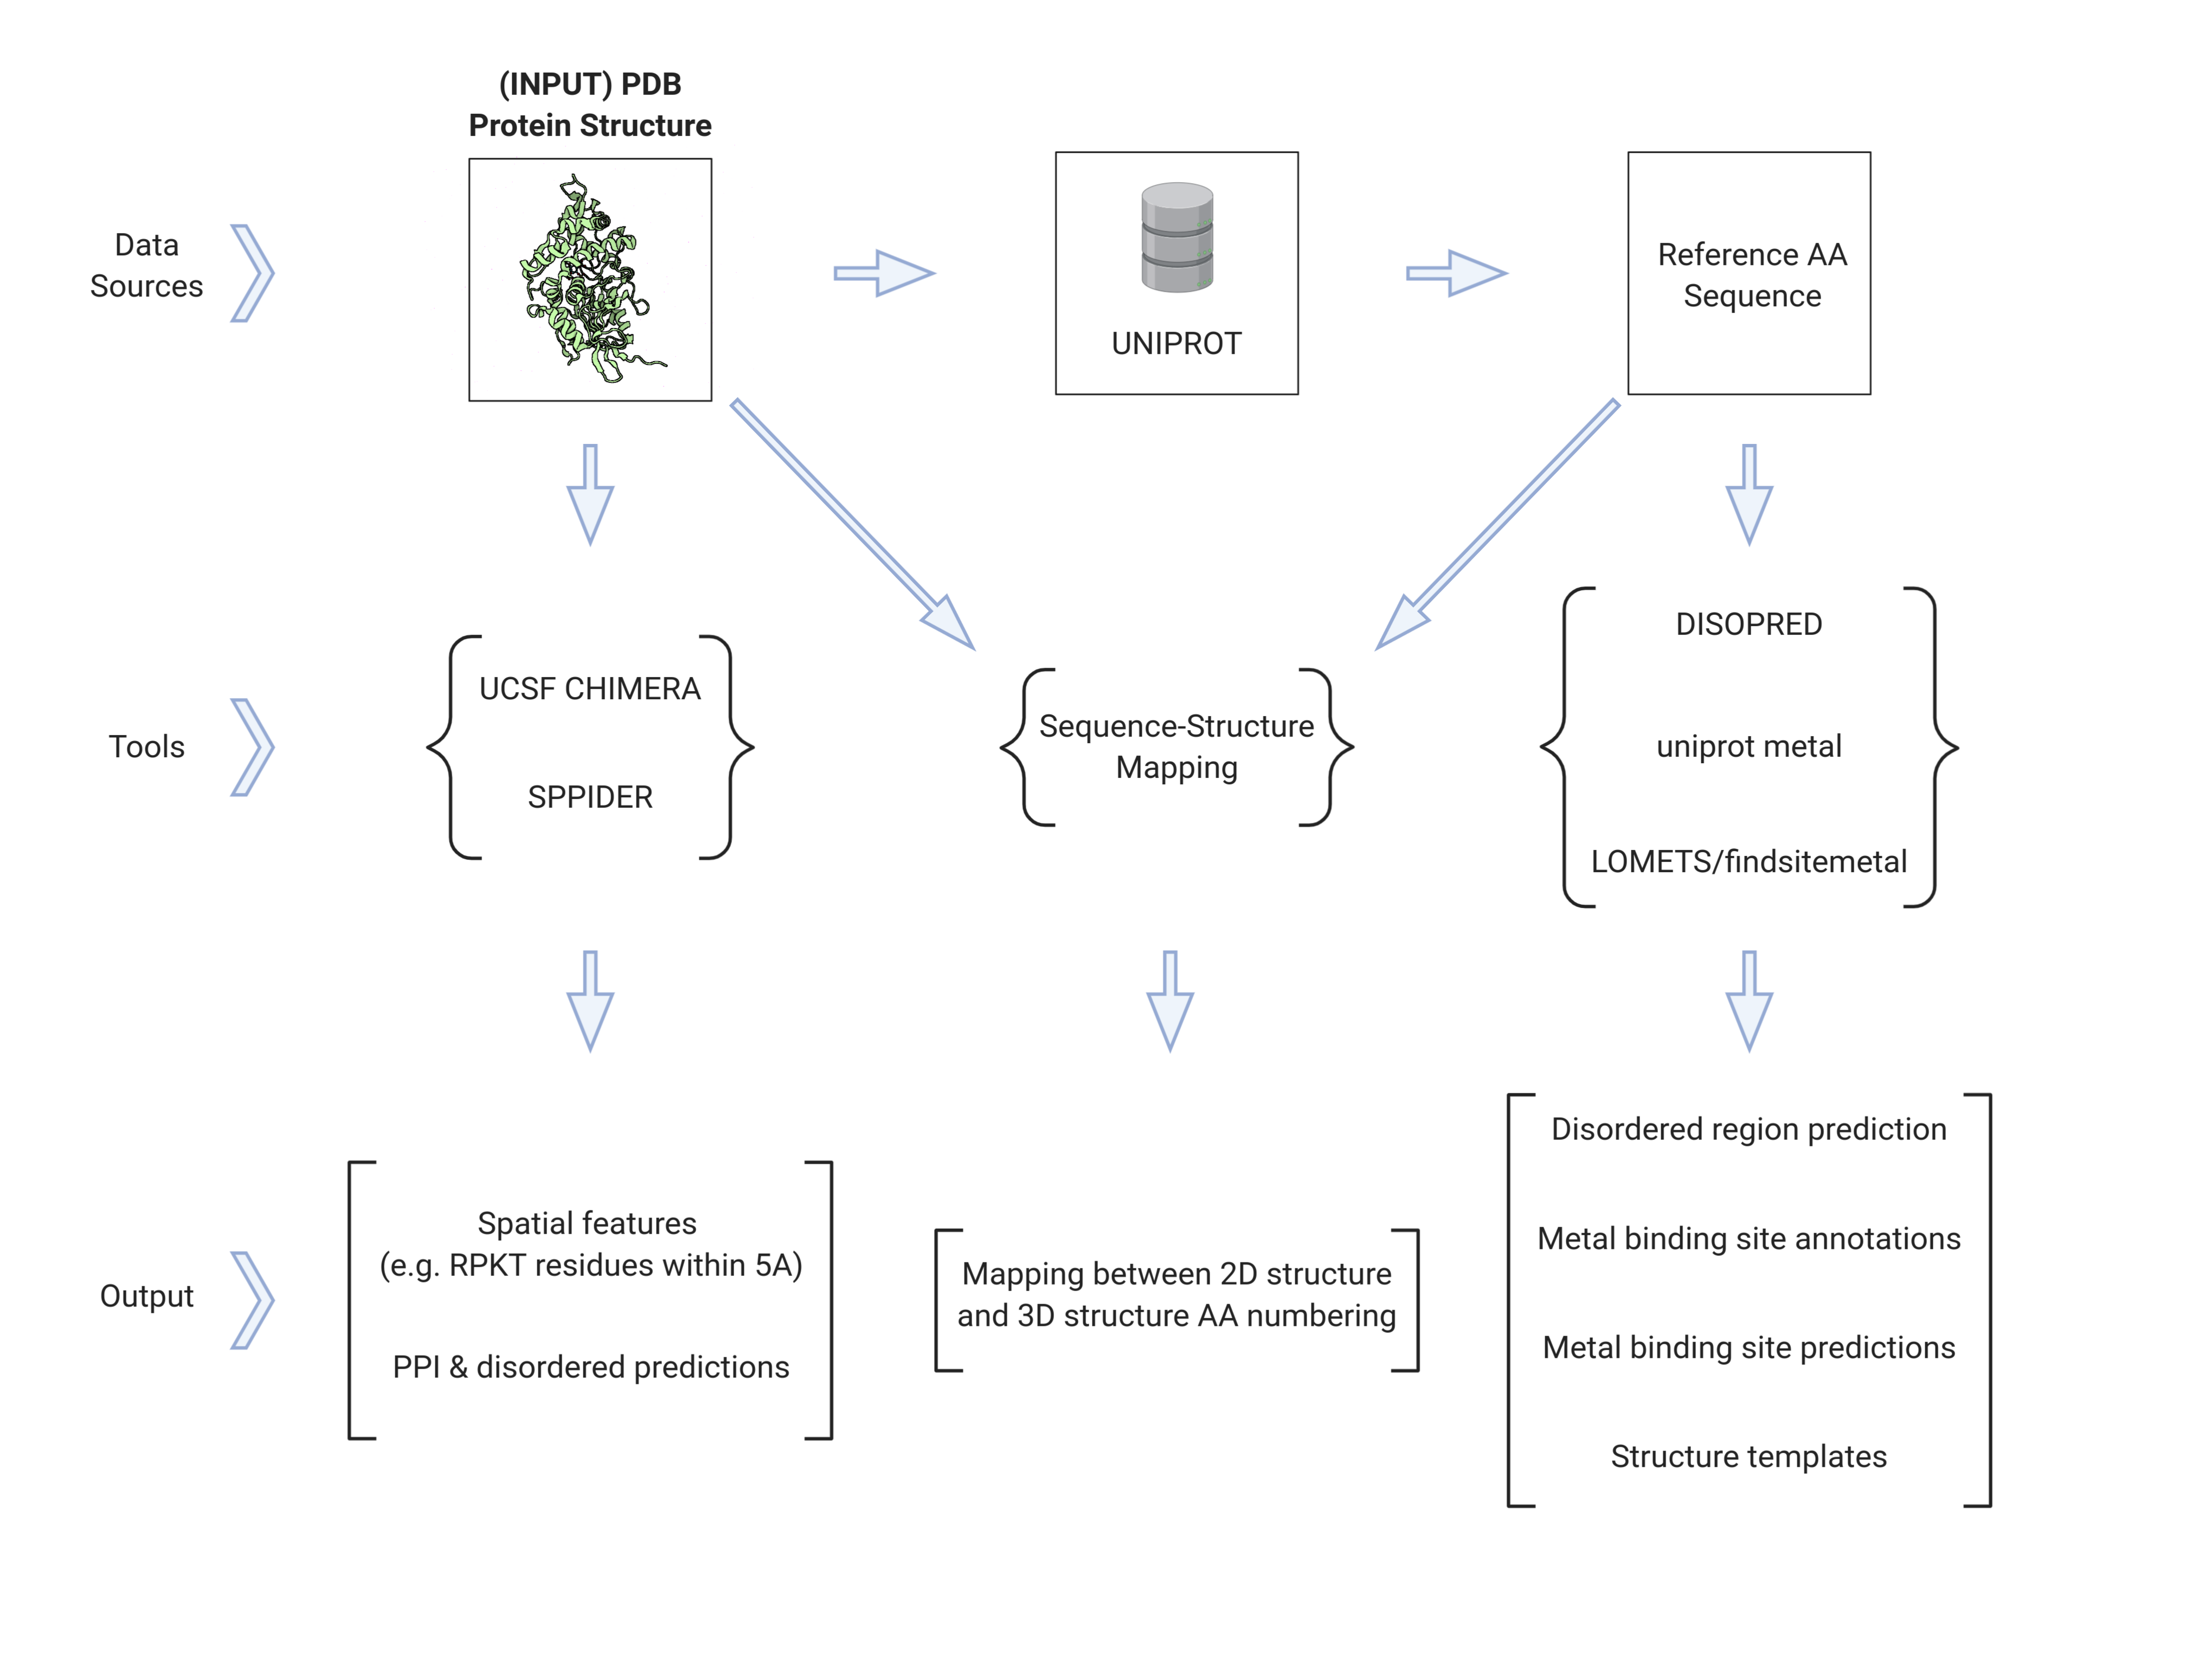 (INPUT) PDB
Protein Structure
Data
Sources
UNIPROT
Reference AA
Sequence
Tools
UCSF CHIMERA
SPPIDER
Sequence-Structure
Mapping
DISOPRED
uniprot metal
LOMETS/findsitemetal
Output
Spatial features
(e.g. RPKT residues within 5A)
PPI & disordered predictions
Mapping between 2D structure
and 3D structure AA numbering
Disordered region prediction
Metal binding site annotations
Metal binding site predictions
Structure templates